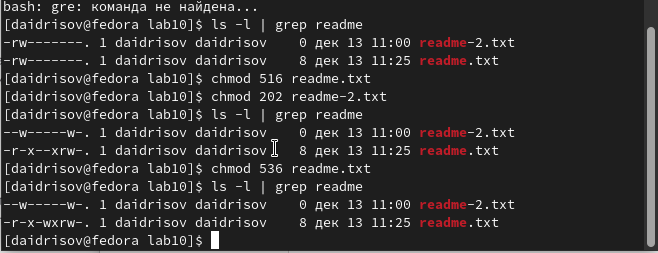 bash: gre: команда не найдена...
[daidrisov@fedora lab10]$ ls -l | grep readme
-rw-------. 1 daidrisov daidrisov    0 дек 13 11:00 readme-2.txt
-rw-------. 1 daidrisov daidrisov    8 дек 13 11:25 readme.txt
[daidrisov@fedora lab10]$ chmod 516 readme.txt
[daidrisov@fedora lab10]$ chmod 202 readme-2.txt
[daidrisov@fedora lab10]$ ls -l | grep readme
--w-----w-. 1 daidrisov daidrisov    0 дек 13 11:00 readme-2.txt
-r-x--xrw-. 1 daidrisov daidrisov    8 дек 13 11:25 readme.txt
[daidrisov@fedora lab10]$ chmod 536 readme.txt
[daidrisov@fedora lab10]$ ls -l | grep readme
--w-----w-. 1 daidrisov daidrisov    0 дек 13 11:00 readme-2.txt
-r-x-wxrw-. 1 daidrisov daidrisov    8 дек 13 11:25 readme.txt
[daidrisov@fedora lab10]$